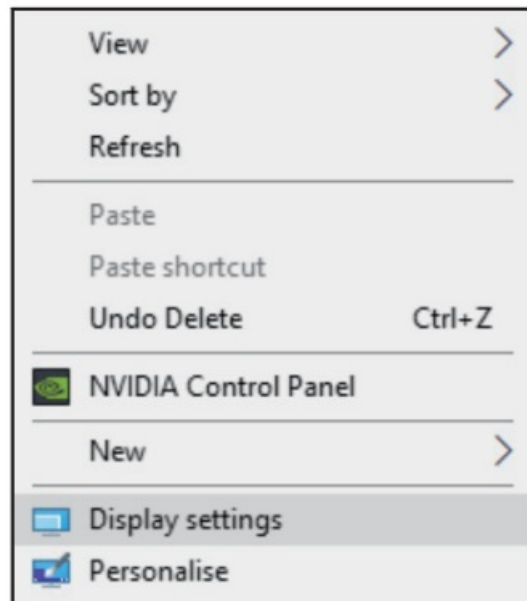 View
Sort by
Refresh
Paste
Paste shortcut
Undo Delete Ctrl+Z
NVIDIA Control Panel
New
Display settings
Personalise